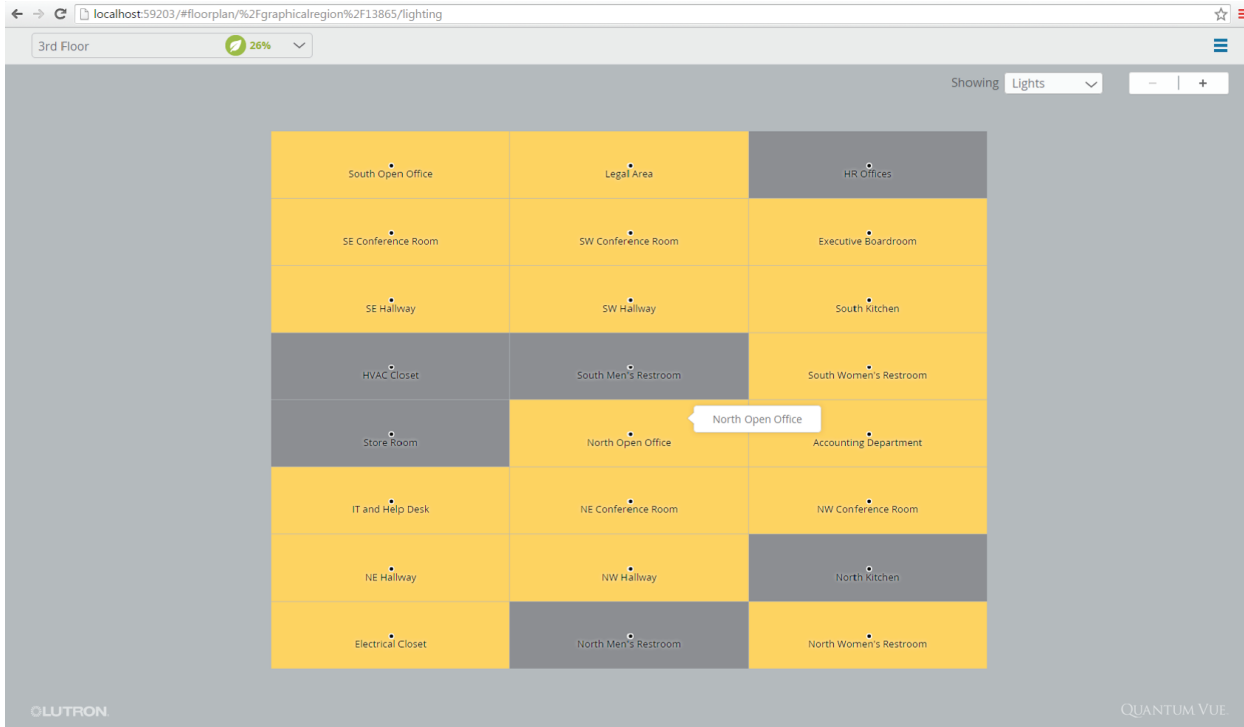 localhost:59203/#floorplan/%2Fgraphicalregion%2F13865/lighting
3rd Floor 26%
Showing Lights − | +
South Open Office Legal Area HR Offices
SE Conference Room SW Conference Room Executive Boardroom
SE Hallway SW Hallway South Kitchen
HVAC Closet South Men's Restroom South Women's Restroom
North Open Office
Store Room North Open Office Accounting Department
IT and Help Desk NE Conference Room NW Conference Room
NE Hallway NW Hallway North Kitchen
Electrical Closet North Men's Restroom North Women's Restroom
LUTRON QUANTUM VUE